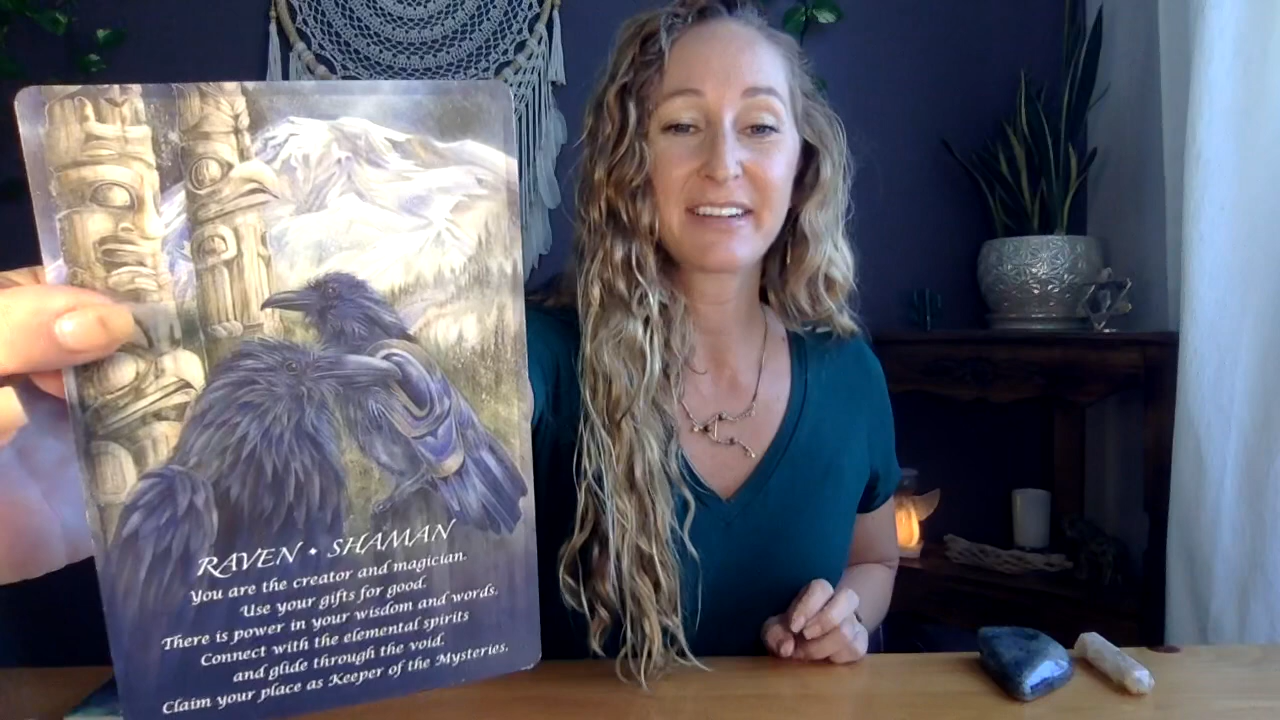 RAVEN • SHAMAN
You are the creator and magician.
Use your gifts for good.
There is power in your wisdom and words.
Connect with the elemental spirits
and glide through the void.
Claim your place as Keeper of the Mysteries.